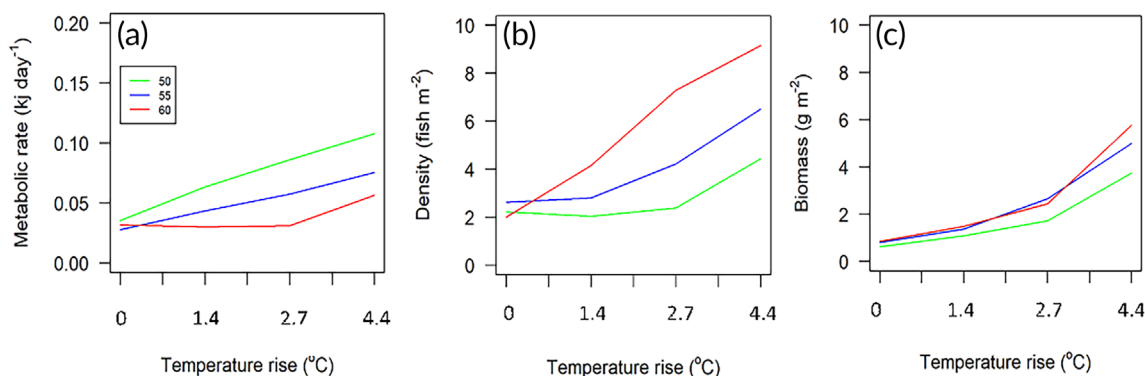 (a)
Metabolic rate (kj day⁻¹)
0.20
0.15
0.10
0.05
0.00
50
55
60
0 1.4 2.7 4.4
Temperature rise (°C)
(b)
Density (fish m⁻²)
10
8
6
4
2
0
0 1.4 2.7 4.4
Temperature rise (°C)
(c)
Biomass (g m⁻²)
10
8
6
4
2
0
0 1.4 2.7 4.4
Temperature rise (°C)